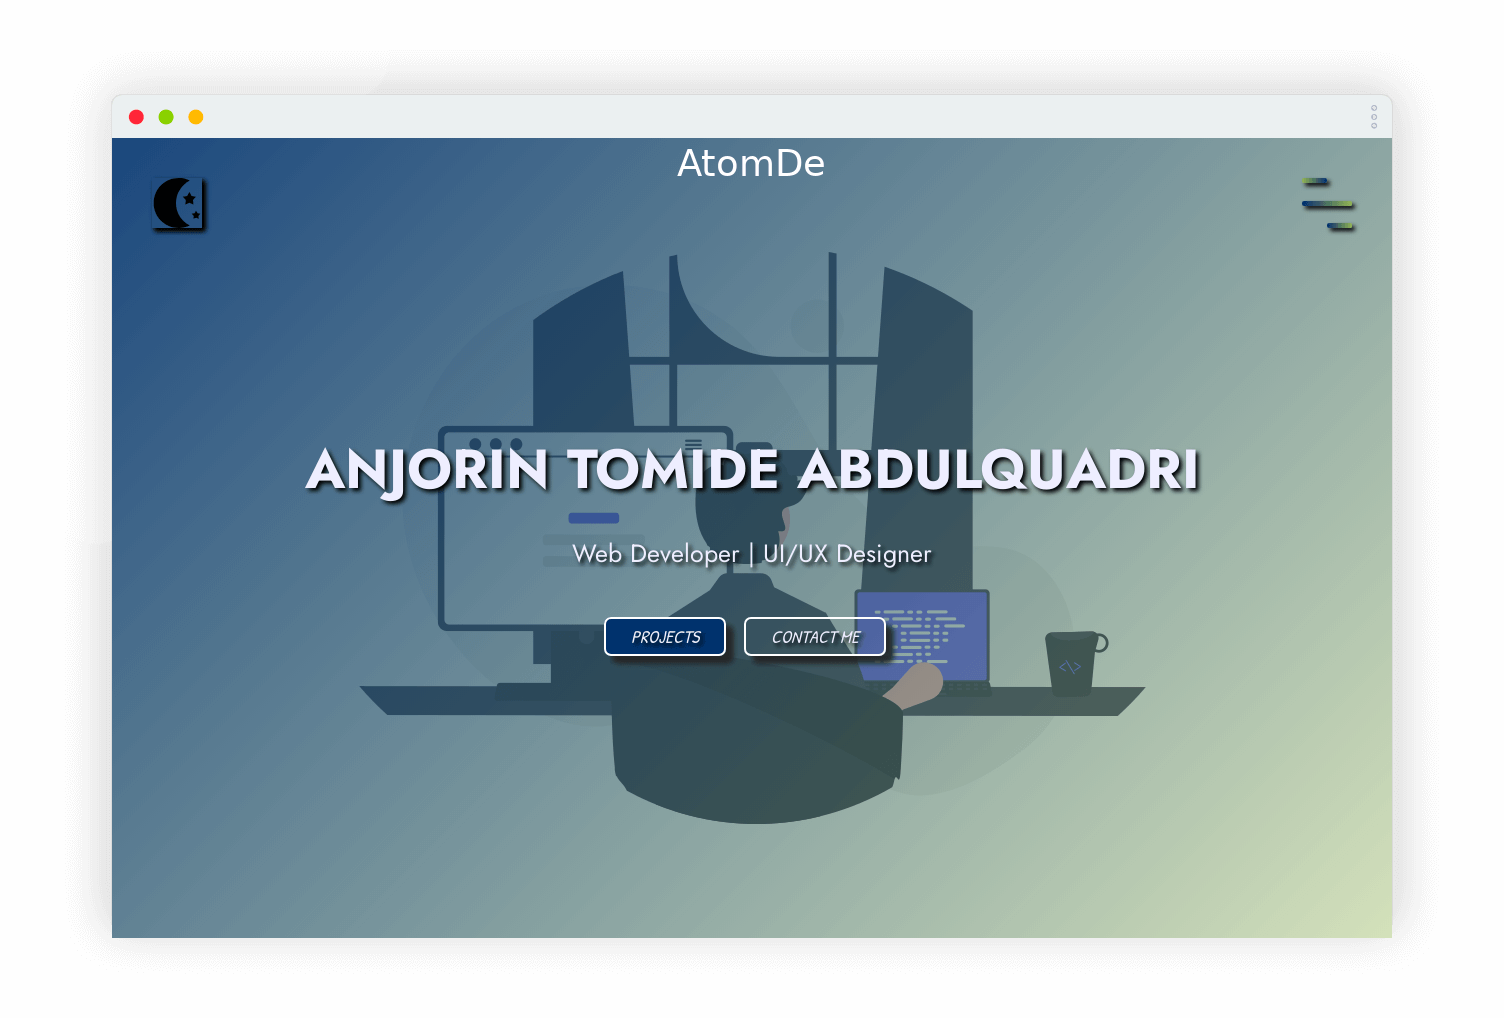 AtomDe
ANJORIN TOMIDE ABDULQUADRI
Web Developer | UI/UX Designer
PROJECTS
CONTACT ME
</>